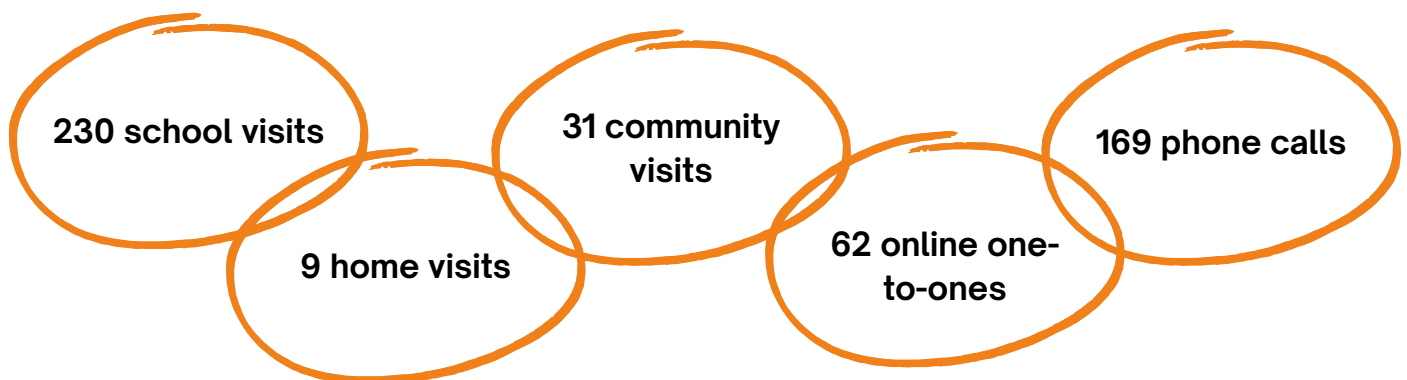 230 school visits
9 home visits
31 community
visits
62 online one-
to-ones
169 phone calls